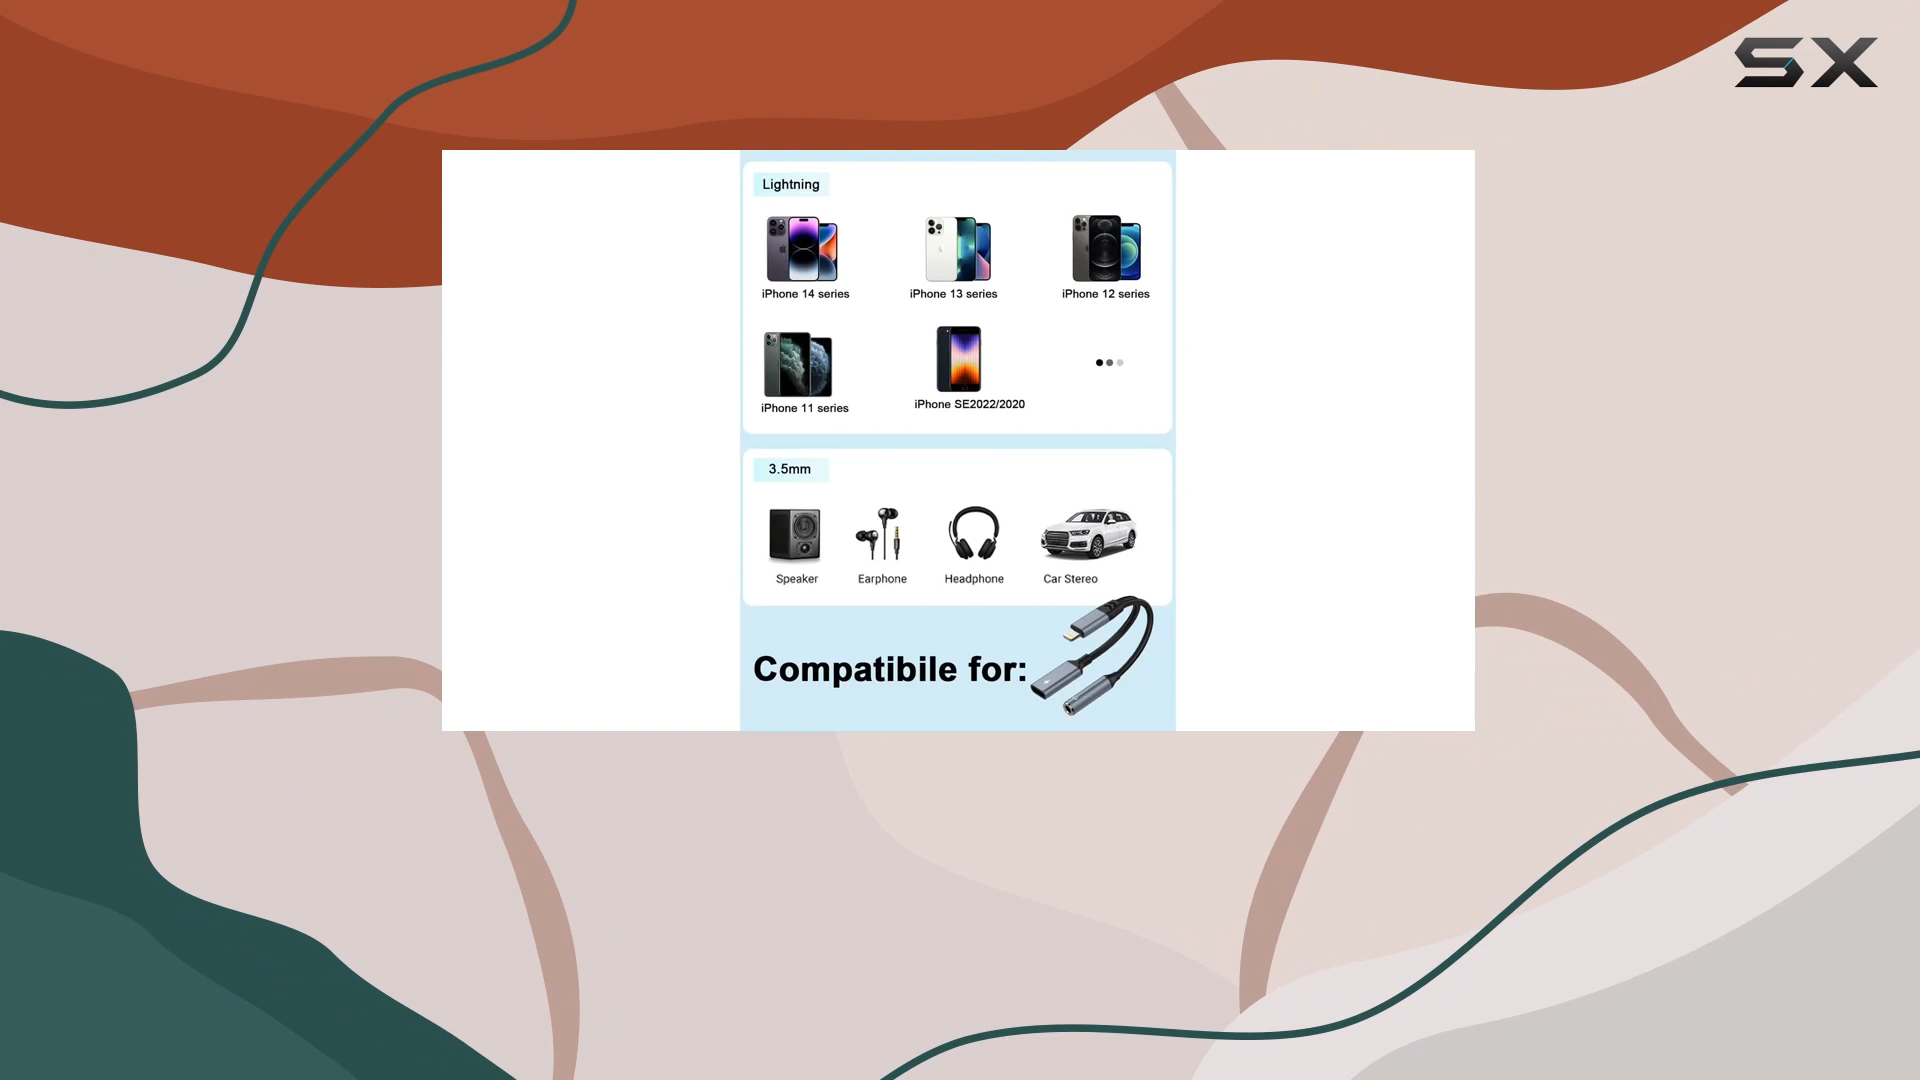 SX
Lightning
iPhone 14 series
iPhone 13 series
iPhone 12 series
iPhone 11 series
iPhone SE2022/2020
3.5mm
Speaker
Earphone
Headphone
Car Stereo
Compatibile for: